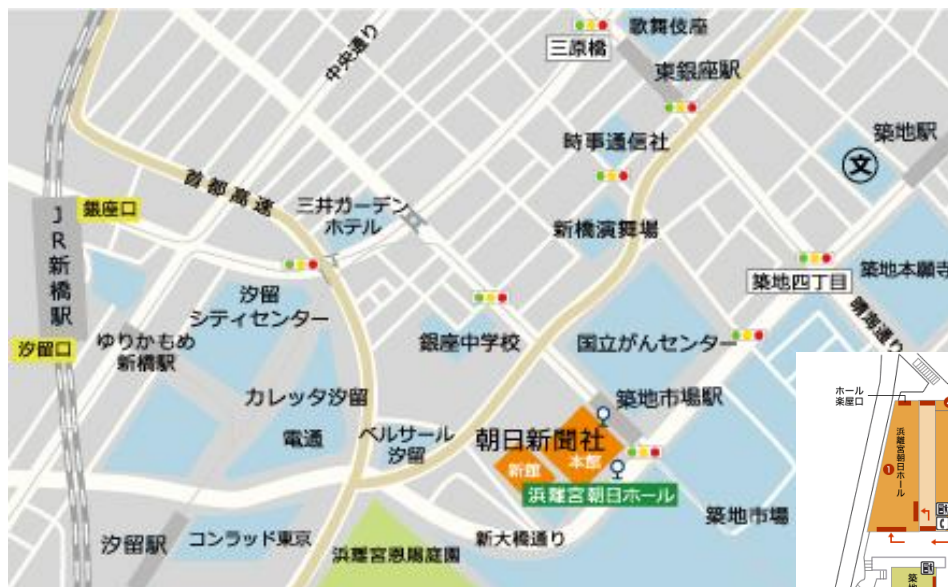 歌舞伎座
三原橋
中央通り
東銀座駅
築地駅
時事通信社
文
首都高速
三井ガーデン
ホテル
銀座口
JR新橋駅
新橋演舞場
築地四丁目
築地本願寺
晴海通り
汐留
シティセンター
汐留口
ゆりかもめ
新橋駅
銀座中学校
国立がんセンター
カレッタ汐留
築地市場駅
電通
ベルサール
汐留
朝日新聞社
新館
本館
浜離宮朝日ホール
築地市場
汐留駅
コンラッド東京
浜離宮恩賜庭園
新大橋通り
ホール
楽屋口
浜離宮朝日ホール
1
築地